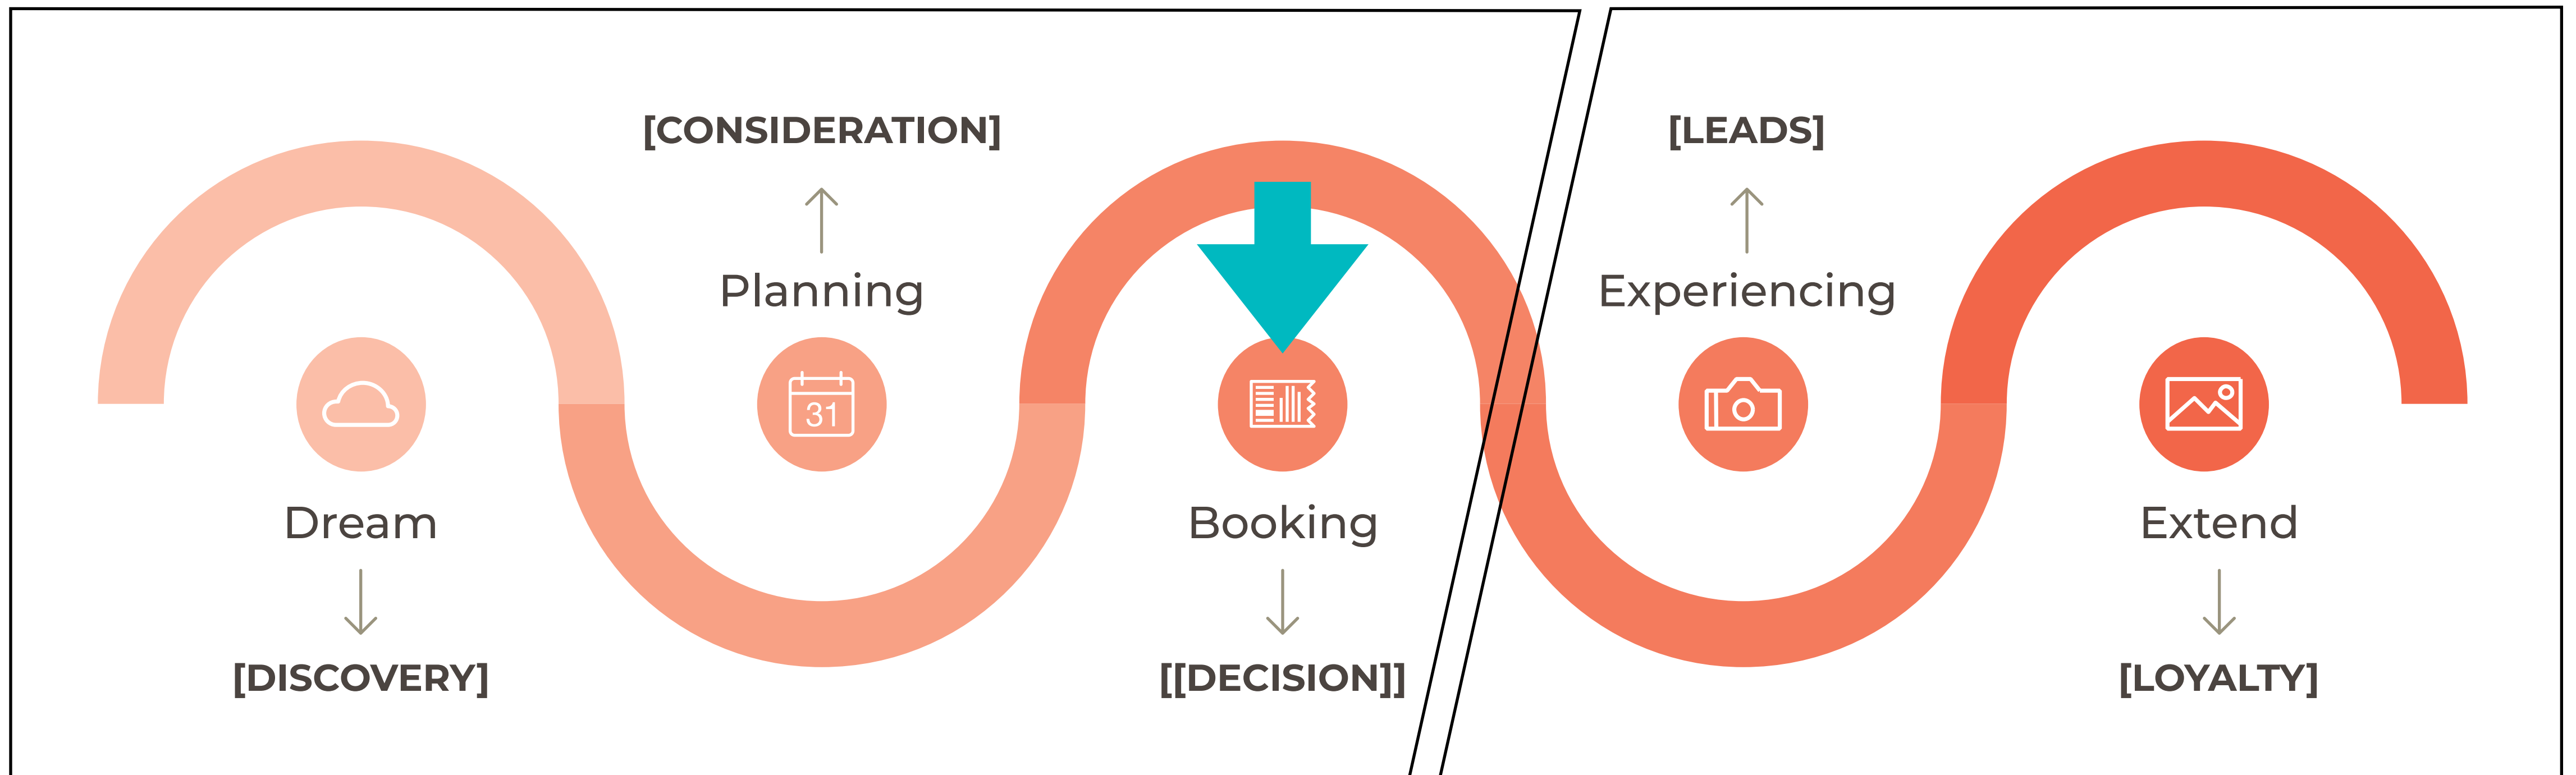 [CONSIDERATION]
[LEADS]
Planning
Experiencing
31
Dream
Booking
Extend
[DISCOVERY]
[[DECISION]]
[LOYALTY]